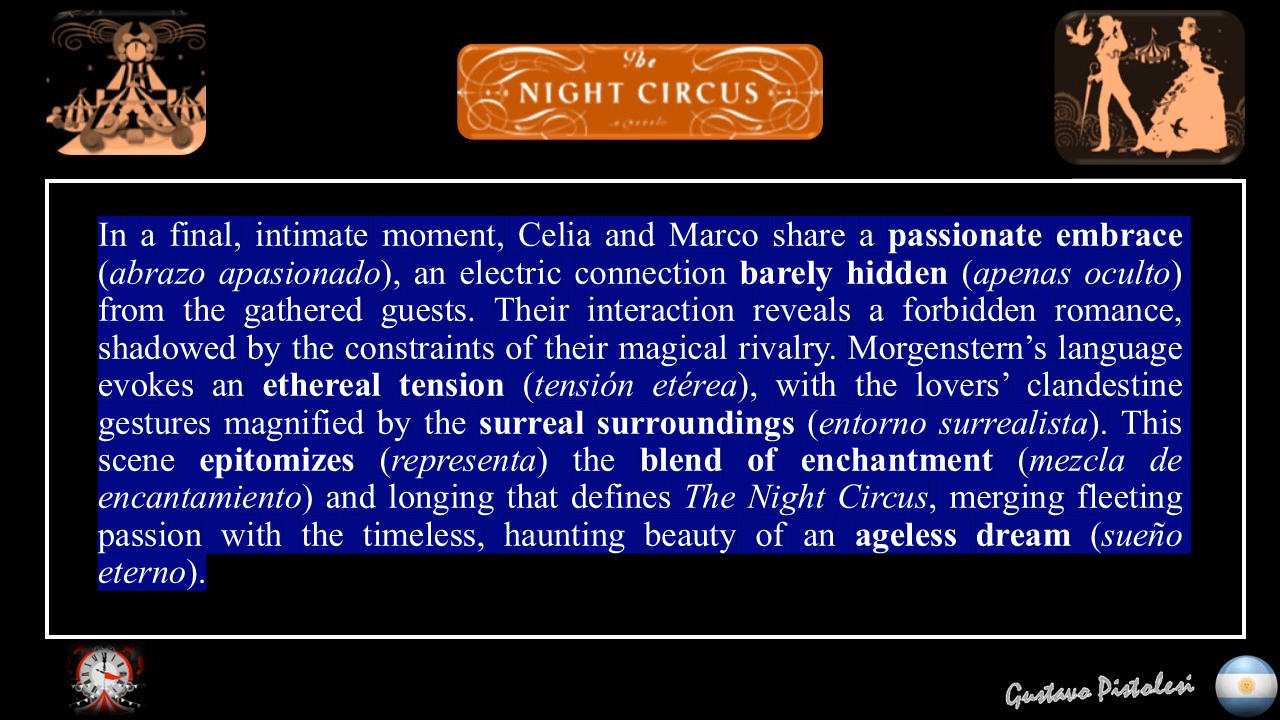 The
NIGHT CIRCUS
a novel
In a final, intimate moment, Celia and Marco share a passionate embrace
(abrazo apasionado), an electric connection barely hidden (apenas oculto)
from the gathered guests. Their interaction reveals a forbidden romance,
shadowed by the constraints of their magical rivalry. Morgenstern’s language
evokes an ethereal tension (tensión etérea), with the lovers’ clandestine
gestures magnified by the surreal surroundings (entorno surrealista). This
scene epitomizes (representa) the blend of enchantment (mezcla de
encantamiento) and longing that defines The Night Circus, merging fleeting
passion with the timeless, haunting beauty of an ageless dream (sueño
eterno).
Gustavo Pistolesi